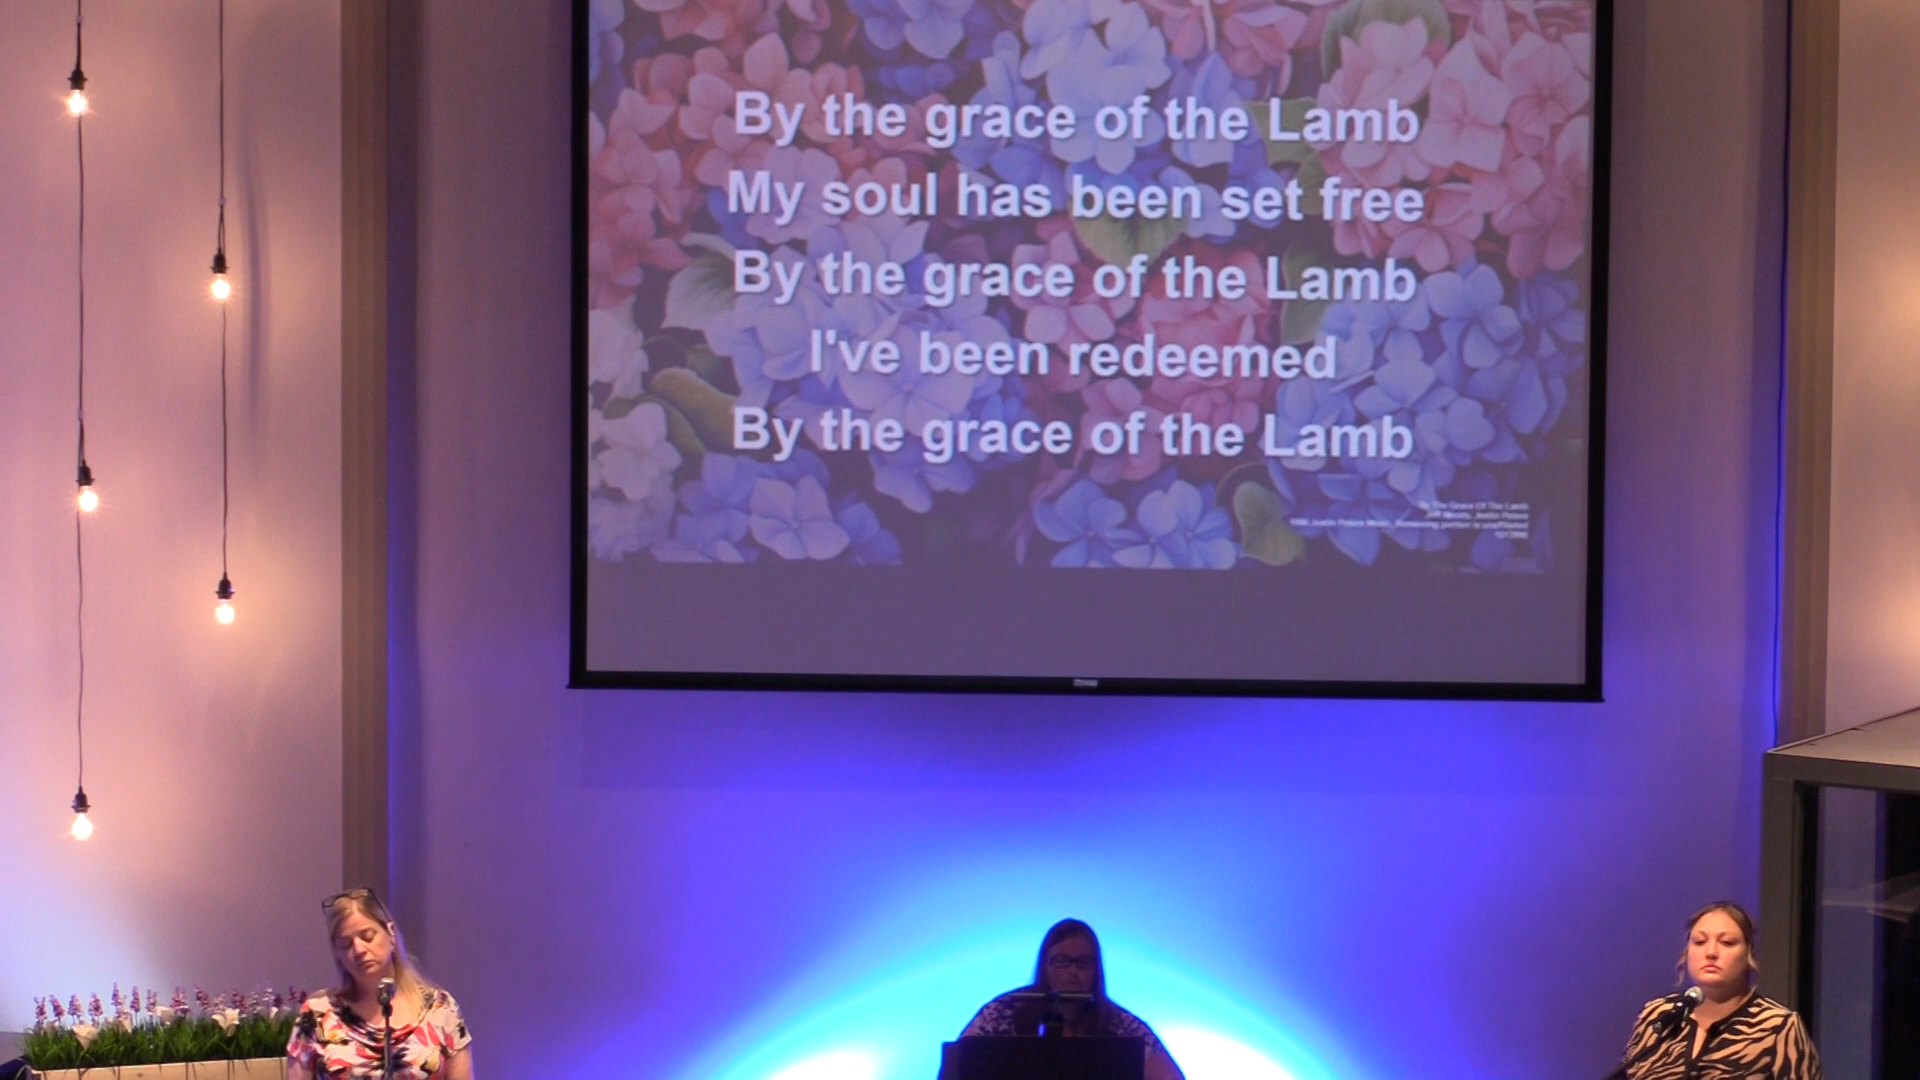 By the grace of the Lamb
My soul has been set free
By the grace of the Lamb
I've been redeemed
By the grace of the Lamb
By The Grace Of The Lamb